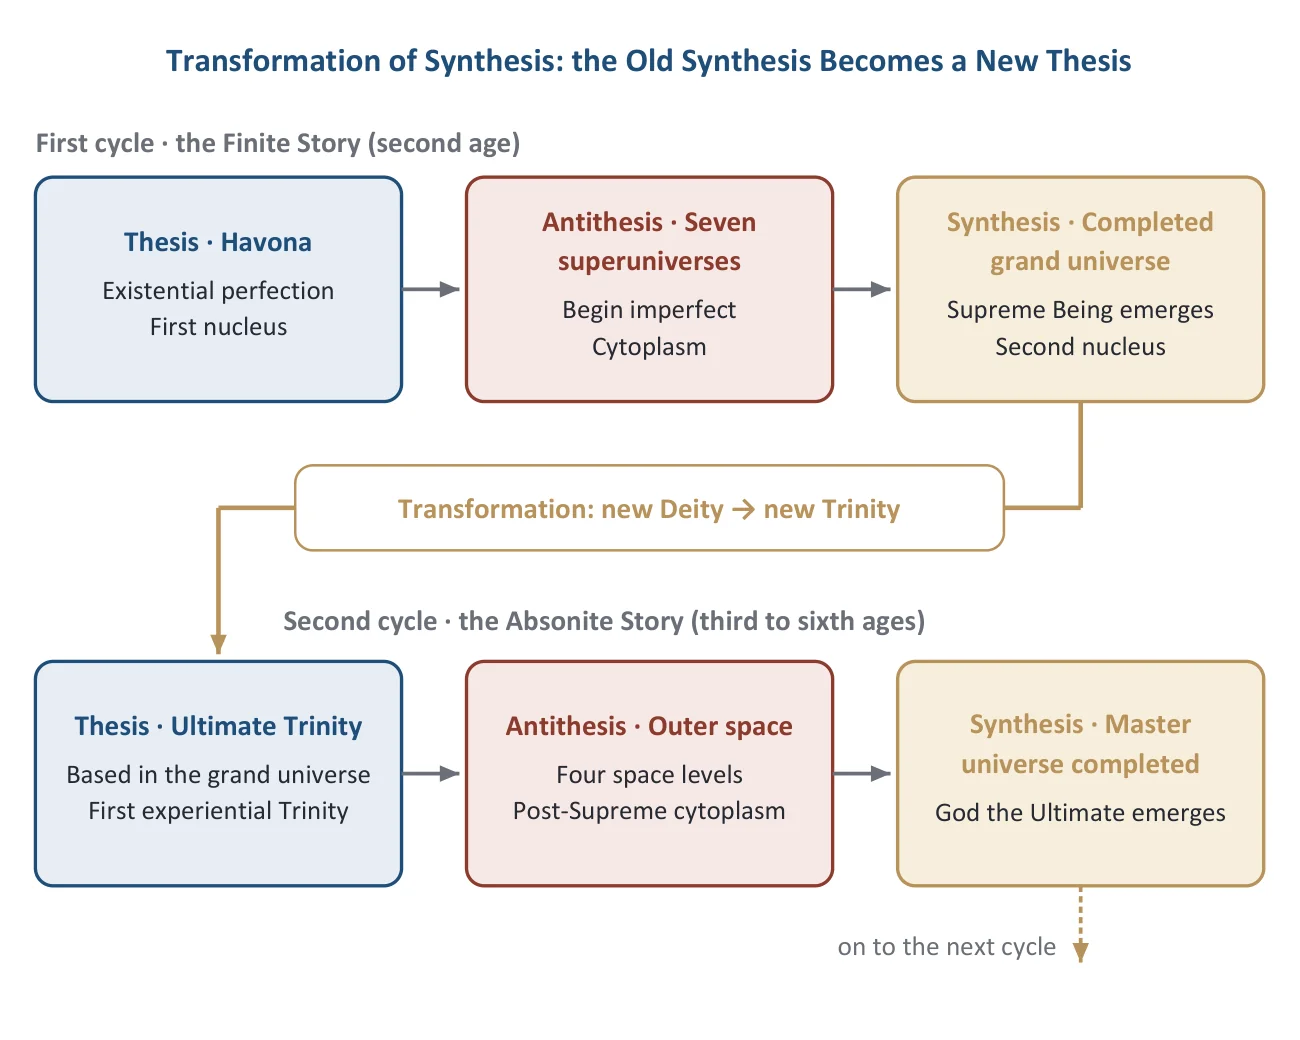 Transformation of Synthesis: the Old Synthesis Becomes a New Thesis
First cycle · the Finite Story (second age)
Thesis · Havona
Existential perfection
First nucleus
Antithesis · Seven
superuniverses
Begin imperfect
Cytoplasm
Synthesis · Completed
grand universe
Supreme Being emerges
Second nucleus
Transformation: new Deity → new Trinity
Second cycle · the Absonite Story (third to sixth ages)
Thesis · Ultimate Trinity
Based in the grand universe
First experiential Trinity
Antithesis · Outer space
Four space levels
Post-Supreme cytoplasm
Synthesis · Master
universe completed
God the Ultimate emerges
on to the next cycle